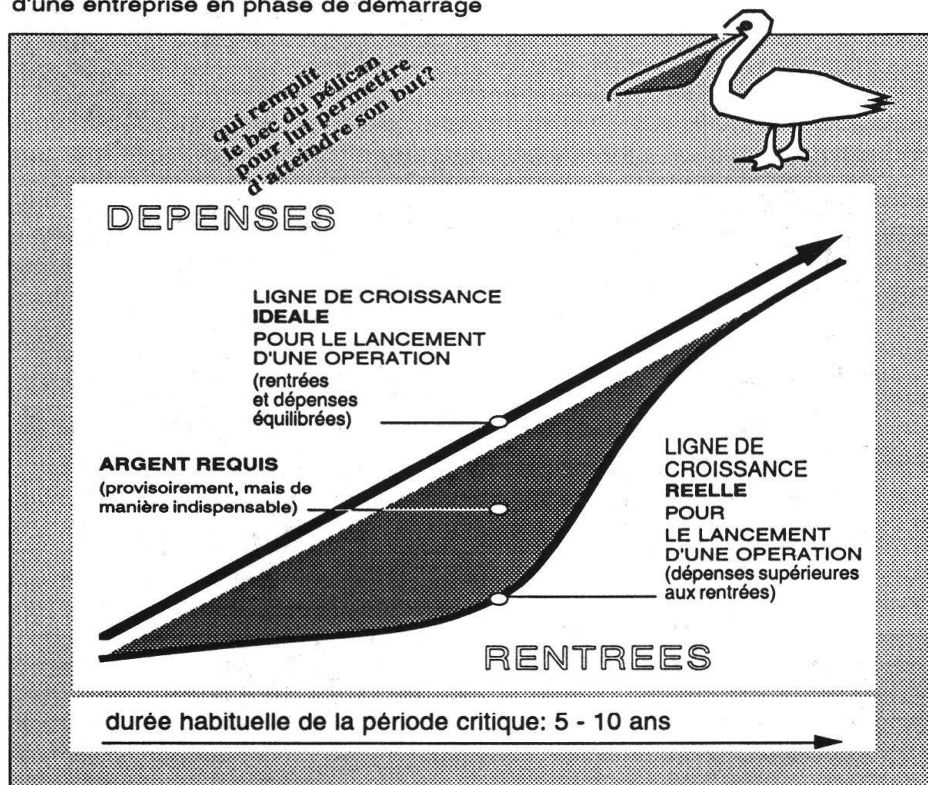 d'une entreprise en phase de démarrage
qui remplit
le bec du pélican
pour lui permettre
d'atteindre son but?
DEPENSES
LIGNE DE CROISSANCE
IDEALE
POUR LE LANCEMENT
D'UNE OPERATION
(rentrées
et dépenses
équilibrées)
ARGENT REQUIS
(provisoirement, mais de
manière indispensable)
LIGNE DE
CROISSANCE
REELLE
POUR
LE LANCEMENT
D'UNE OPERATION
(dépenses supérieures
aux rentrées)
RENTREES
durée habituelle de la période critique: 5 - 10 ans